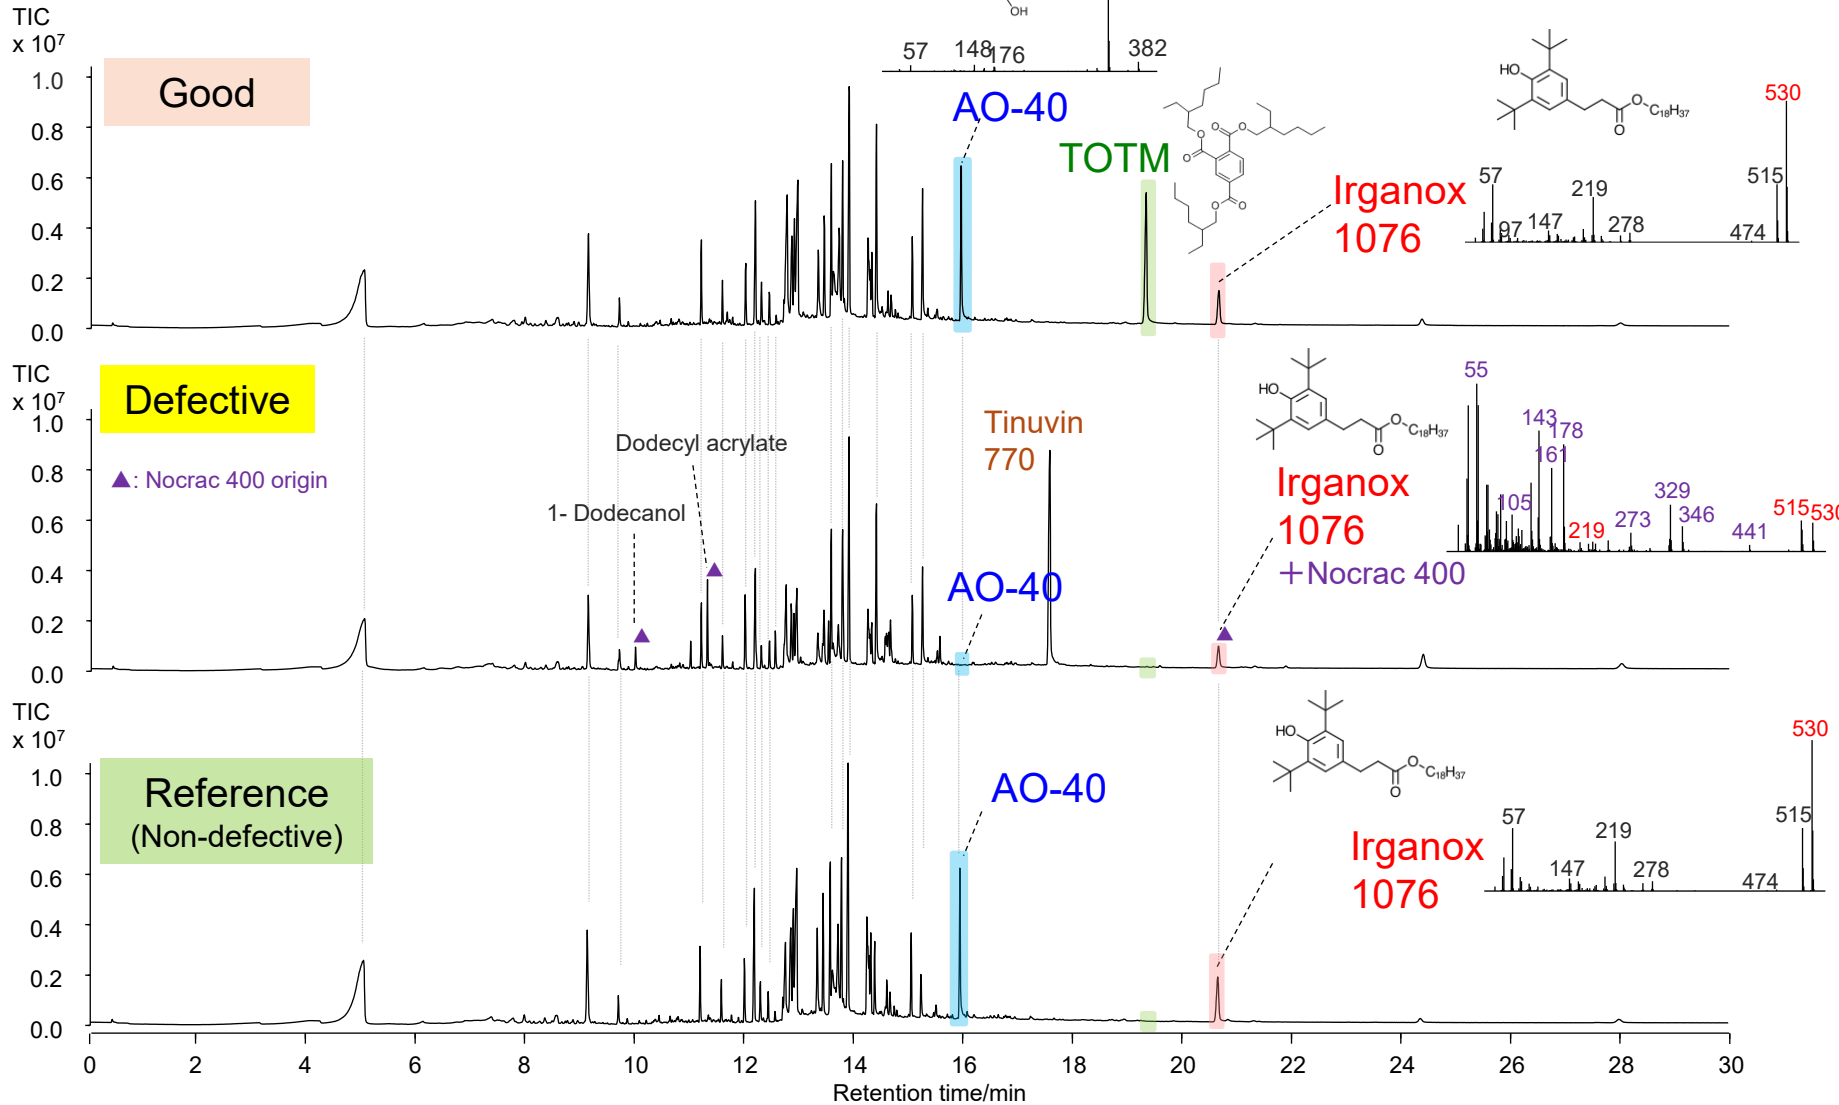 TIC
x 10⁷
1.0
0.8
0.6
0.4
0.2
0.0
Good
OH
57
148
176
382
AO-40
TOTM
O
O
O
O
O
O
Irganox
1076
HO
O
O
C₁₈H₃₇
57
97
147
219
278
474
515
530
TIC
x 10⁷
1.0
0.8
0.6
0.4
0.2
0.0
Defective
▲: Nocrac 400 origin
1- Dodecanol
Dodecyl acrylate
AO-40
Tinuvin
770
HO
O
O
C₁₈H₃₇
Irganox
1076
+Nocrac 400
55
105
143
161
178
219
273
329
346
441
515
530
TIC
x 10⁷
1.0
0.8
0.6
0.4
0.2
0.0
Reference
(Non-defective)
AO-40
HO
O
O
C₁₈H₃₇
Irganox
1076
57
147
219
278
474
515
530
0 2 4 6 8 10 12 14 16 18 20 22 24 26 28 30
Retention time/min